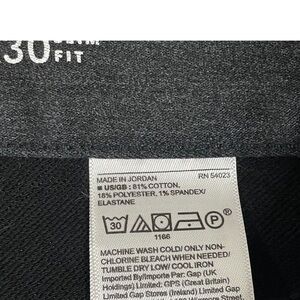 30 SLIM
FIT
MADE IN JORDAN RN 54023
■ US/GB : 81% COTTON,
18% POLYESTER, 1% SPANDEX/
ELASTANE
30 P
1166
MACHINE WASH COLD/ ONLY NON-
CHLORINE BLEACH WHEN NEEDED/
TUMBLE DRY LOW/ COOL IRON
Imported by/Importé par: Gap (UK
Holdings) Limited; GPS (Great Britain)
Limited Gap Stores (Ireland) Limited Gap